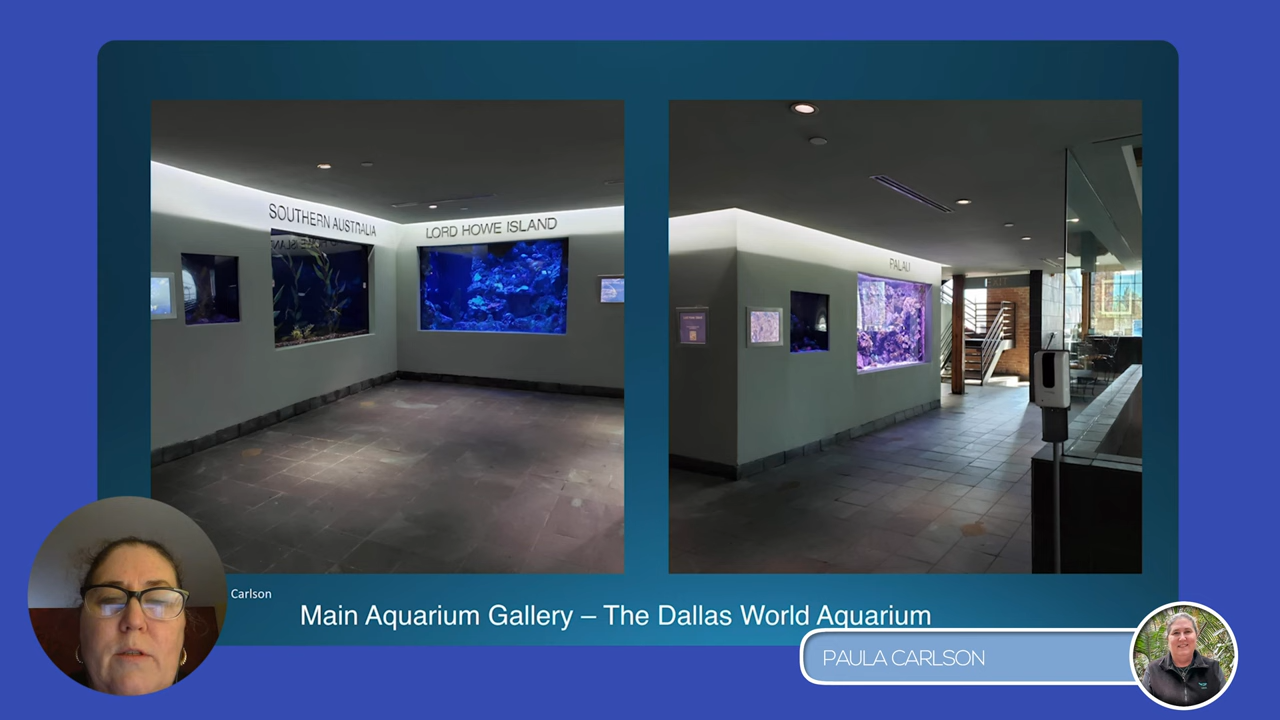 SOUTHERN AUSTRALIA
LORD HOWE ISLAND
PALAU
Carlson
Main Aquarium Gallery – The Dallas World Aquarium
PAULA CARLSON